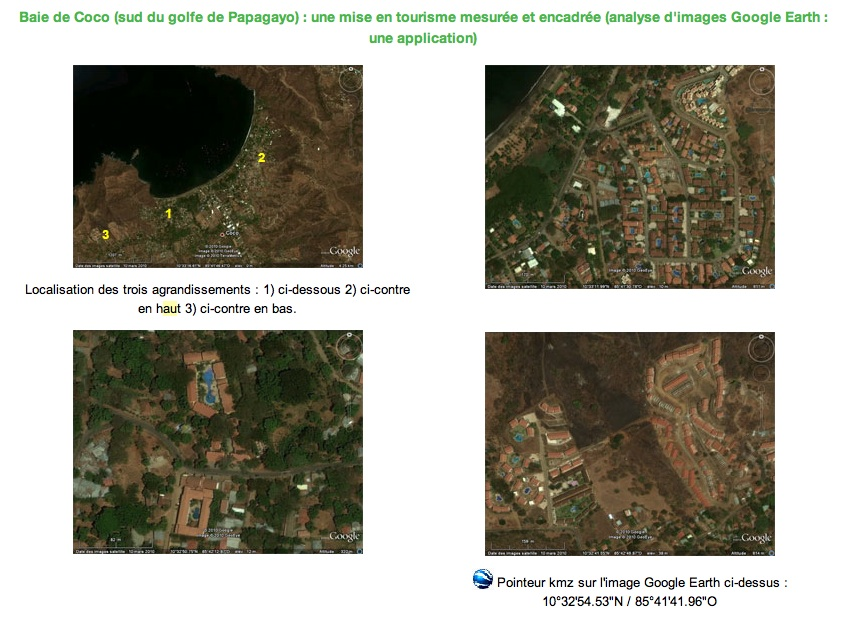 Baie de Coco (sud du golfe de Papagayo) : une mise en tourisme mesurée et encadrée (analyse d'images Google Earth :
une application)
2
1
3
Coco
Google
Google
Localisation des trois agrandissements : 1) ci-dessous 2) ci-contre
en haut 3) ci-contre en bas.
Google
Google
Pointeur kmz sur l'image Google Earth ci-dessus :
10°32'54.53"N / 85°41'41.96"O